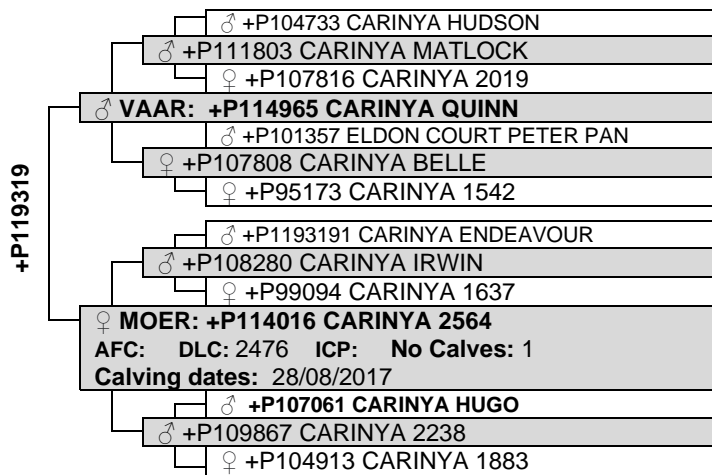 ♂ +P104733 CARINYA HUDSON
♂ +P111803 CARINYA MATLOCK
♀ +P107816 CARINYA 2019
♂ VAAR: +P114965 CARINYA QUINN
♂ +P101357 ELDON COURT PETER PAN
♀ +P107808 CARINYA BELLE
♀ +P95173 CARINYA 1542
+P119319
♂ +P1193191 CARINYA ENDEAVOUR
♂ +P108280 CARINYA IRWIN
♀ +P99094 CARINYA 1637
♀ MOER: +P114016 CARINYA 2564
AFC: DLC: 2476 ICP: No Calves: 1
Calving dates: 28/08/2017
♂ +P107061 CARINYA HUGO
♂ +P109867 CARINYA 2238
♀ +P104913 CARINYA 1883